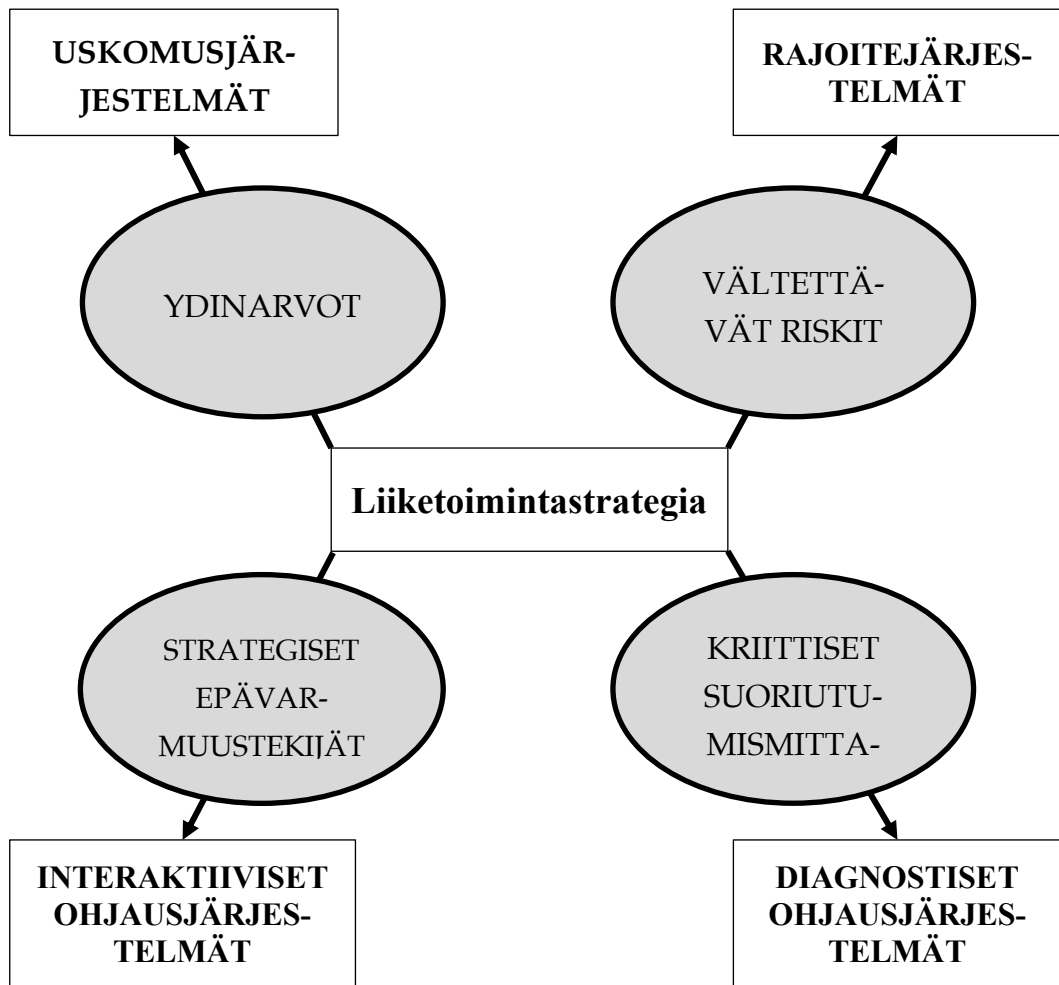 USKOMUSJÄR-
JESTELMÄT
RAJOITEJÄRJES-
TELMÄT
YDINARVOT
VÄLTETTÄ-
VÄT RISKIT
Liiketoimintastrategia
STRATEGISET
EPÄVAR-
MUUSTEKIJÄT
KRIITTISET
SUORIUTU-
MISMITTA-
INTERAKTIIVISET
OHJAUSJÄRJES-
TELMÄT
DIAGNOSTISET
OHJAUSJÄRJES-
TELMÄT